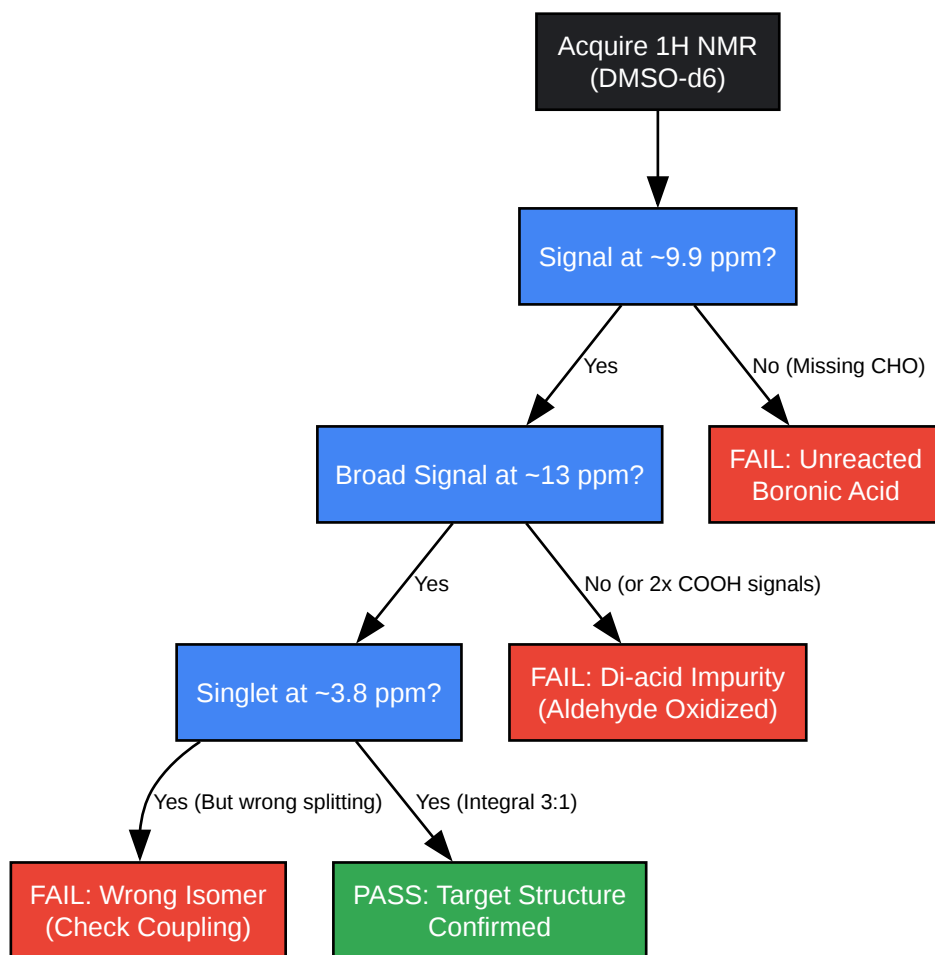 Acquire 1H NMR
(DMSO-d6)
Signal at ~9.9 ppm?
Yes
No (Missing CHO)
Broad Signal at ~13 ppm?
FAIL: Unreacted
Boronic Acid
Yes
No (or 2x COOH signals)
Singlet at ~3.8 ppm?
FAIL: Di-acid Impurity
(Aldehyde Oxidized)
Yes (But wrong splitting)
Yes (Integral 3:1)
FAIL: Wrong Isomer
(Check Coupling)
PASS: Target Structure
Confirmed